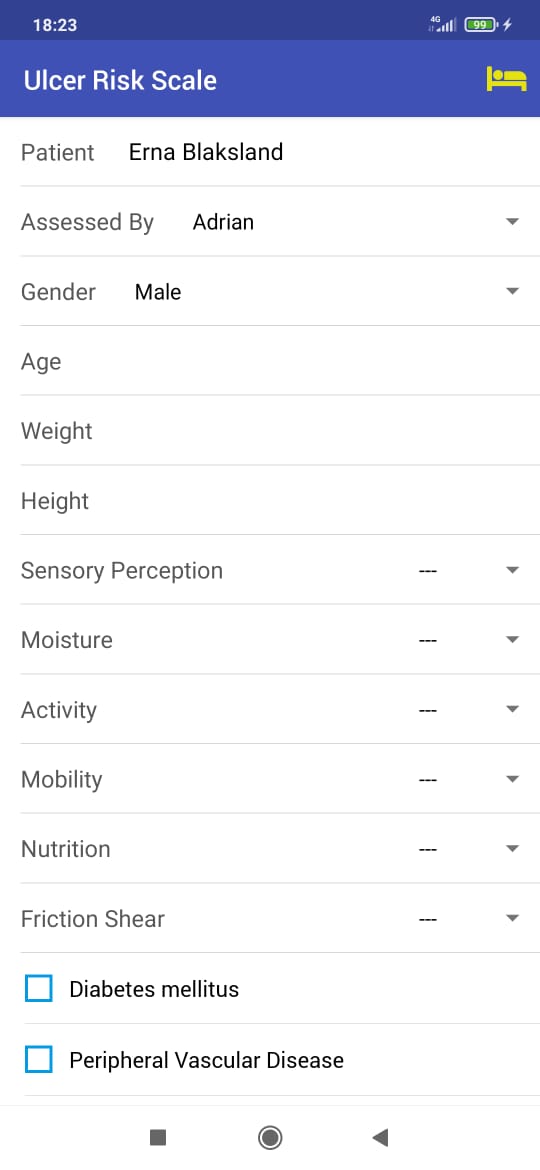 18:23
4G
99
Ulcer Risk Scale
Patient Erna Blaksland
Assessed By Adrian
Gender Male
Age
Weight
Height
Sensory Perception ---
Moisture ---
Activity ---
Mobility ---
Nutrition ---
Friction Shear ---
Diabetes mellitus
Peripheral Vascular Disease